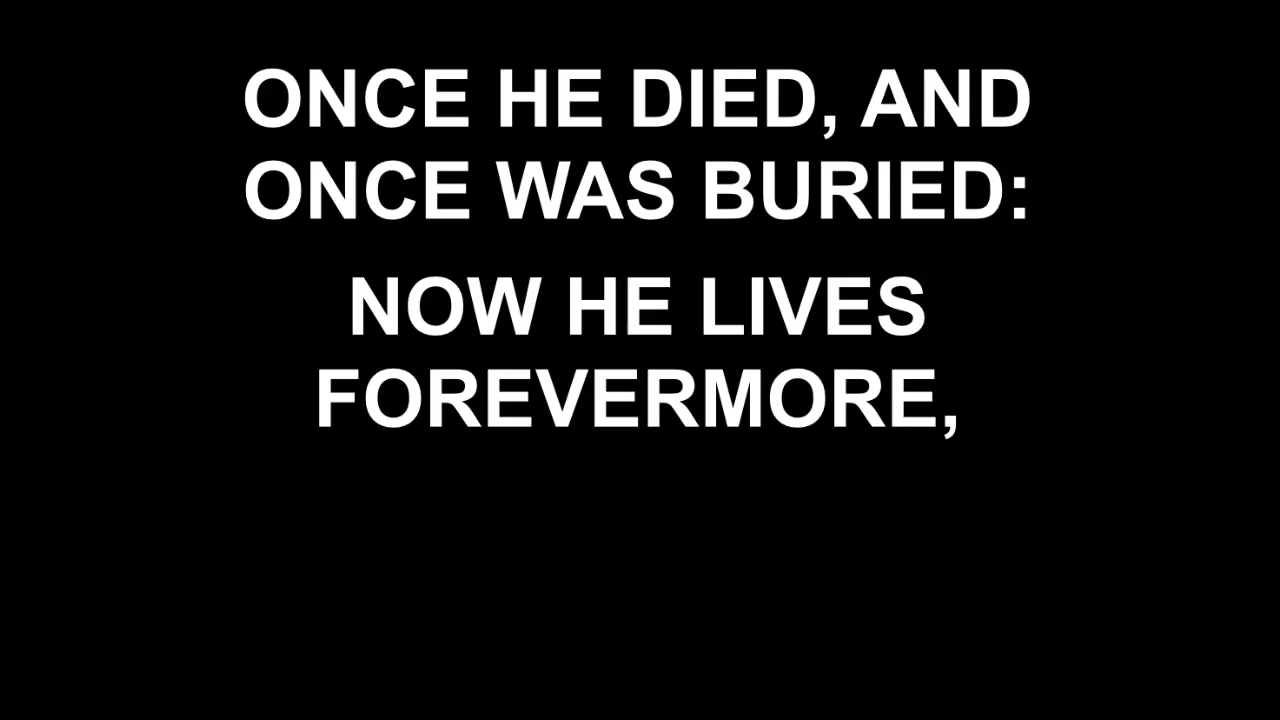 ONCE HE DIED, AND
ONCE WAS BURIED:
NOW HE LIVES
FOREVERMORE,